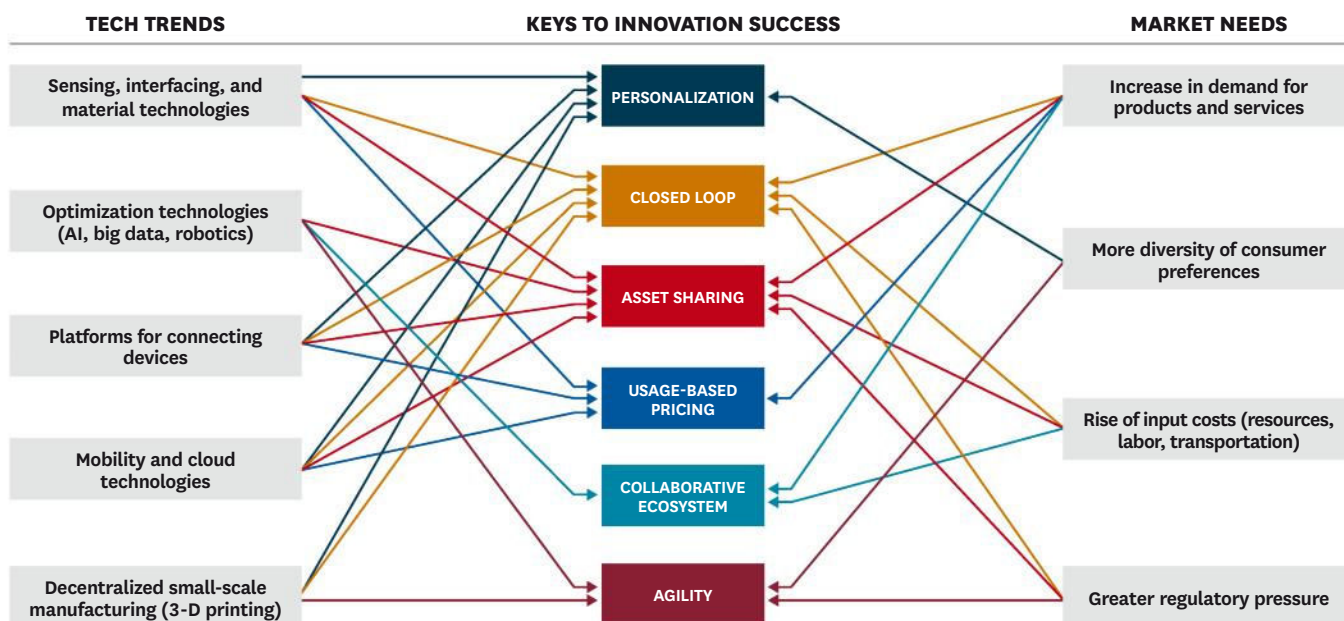 TECH TRENDS
KEYS TO INNOVATION SUCCESS
MARKET NEEDS
Sensing, interfacing, and
material technologies
Optimization technologies
(AI, big data, robotics)
Platforms for connecting
devices
Mobility and cloud
technologies
Decentralized small-scale
manufacturing (3-D printing)
PERSONALIZATION
CLOSED LOOP
ASSET SHARING
USAGE-BASED
PRICING
COLLABORATIVE
ECOSYSTEM
AGILITY
Increase in demand for
products and services
More diversity of consumer
preferences
Rise of input costs (resources,
labor, transportation)
Greater regulatory pressure